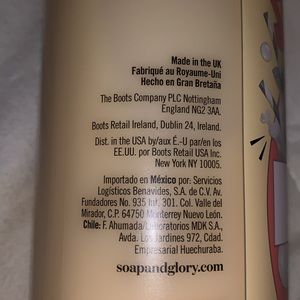 Made in the UK
Fabriqué au Royaume-Uni
Hecho en Gran Bretaña
The Boots Company PLC Nottingham
England NG2 3AA.
Boots Retail Ireland, Dublin 24, Ireland.
Dist. in the USA by/aux É.-U par/en los
EE.UU. por Boots Retail USA Inc.
New York NY 10005.
Importado en México por: Servicios
Logísticos Benavides, S.A. de C.V. Av.
Fundadores No. 935 Int. 301. Col. Valle del
Mirador, C.P. 64750 Monterrey Nuevo León.
Chile: F. Ahumada/Laboratorios MDK S.A.,
Avda. Los Jardines 972, Cdad.
Empresarial Huechuraba.
soapandglory.com